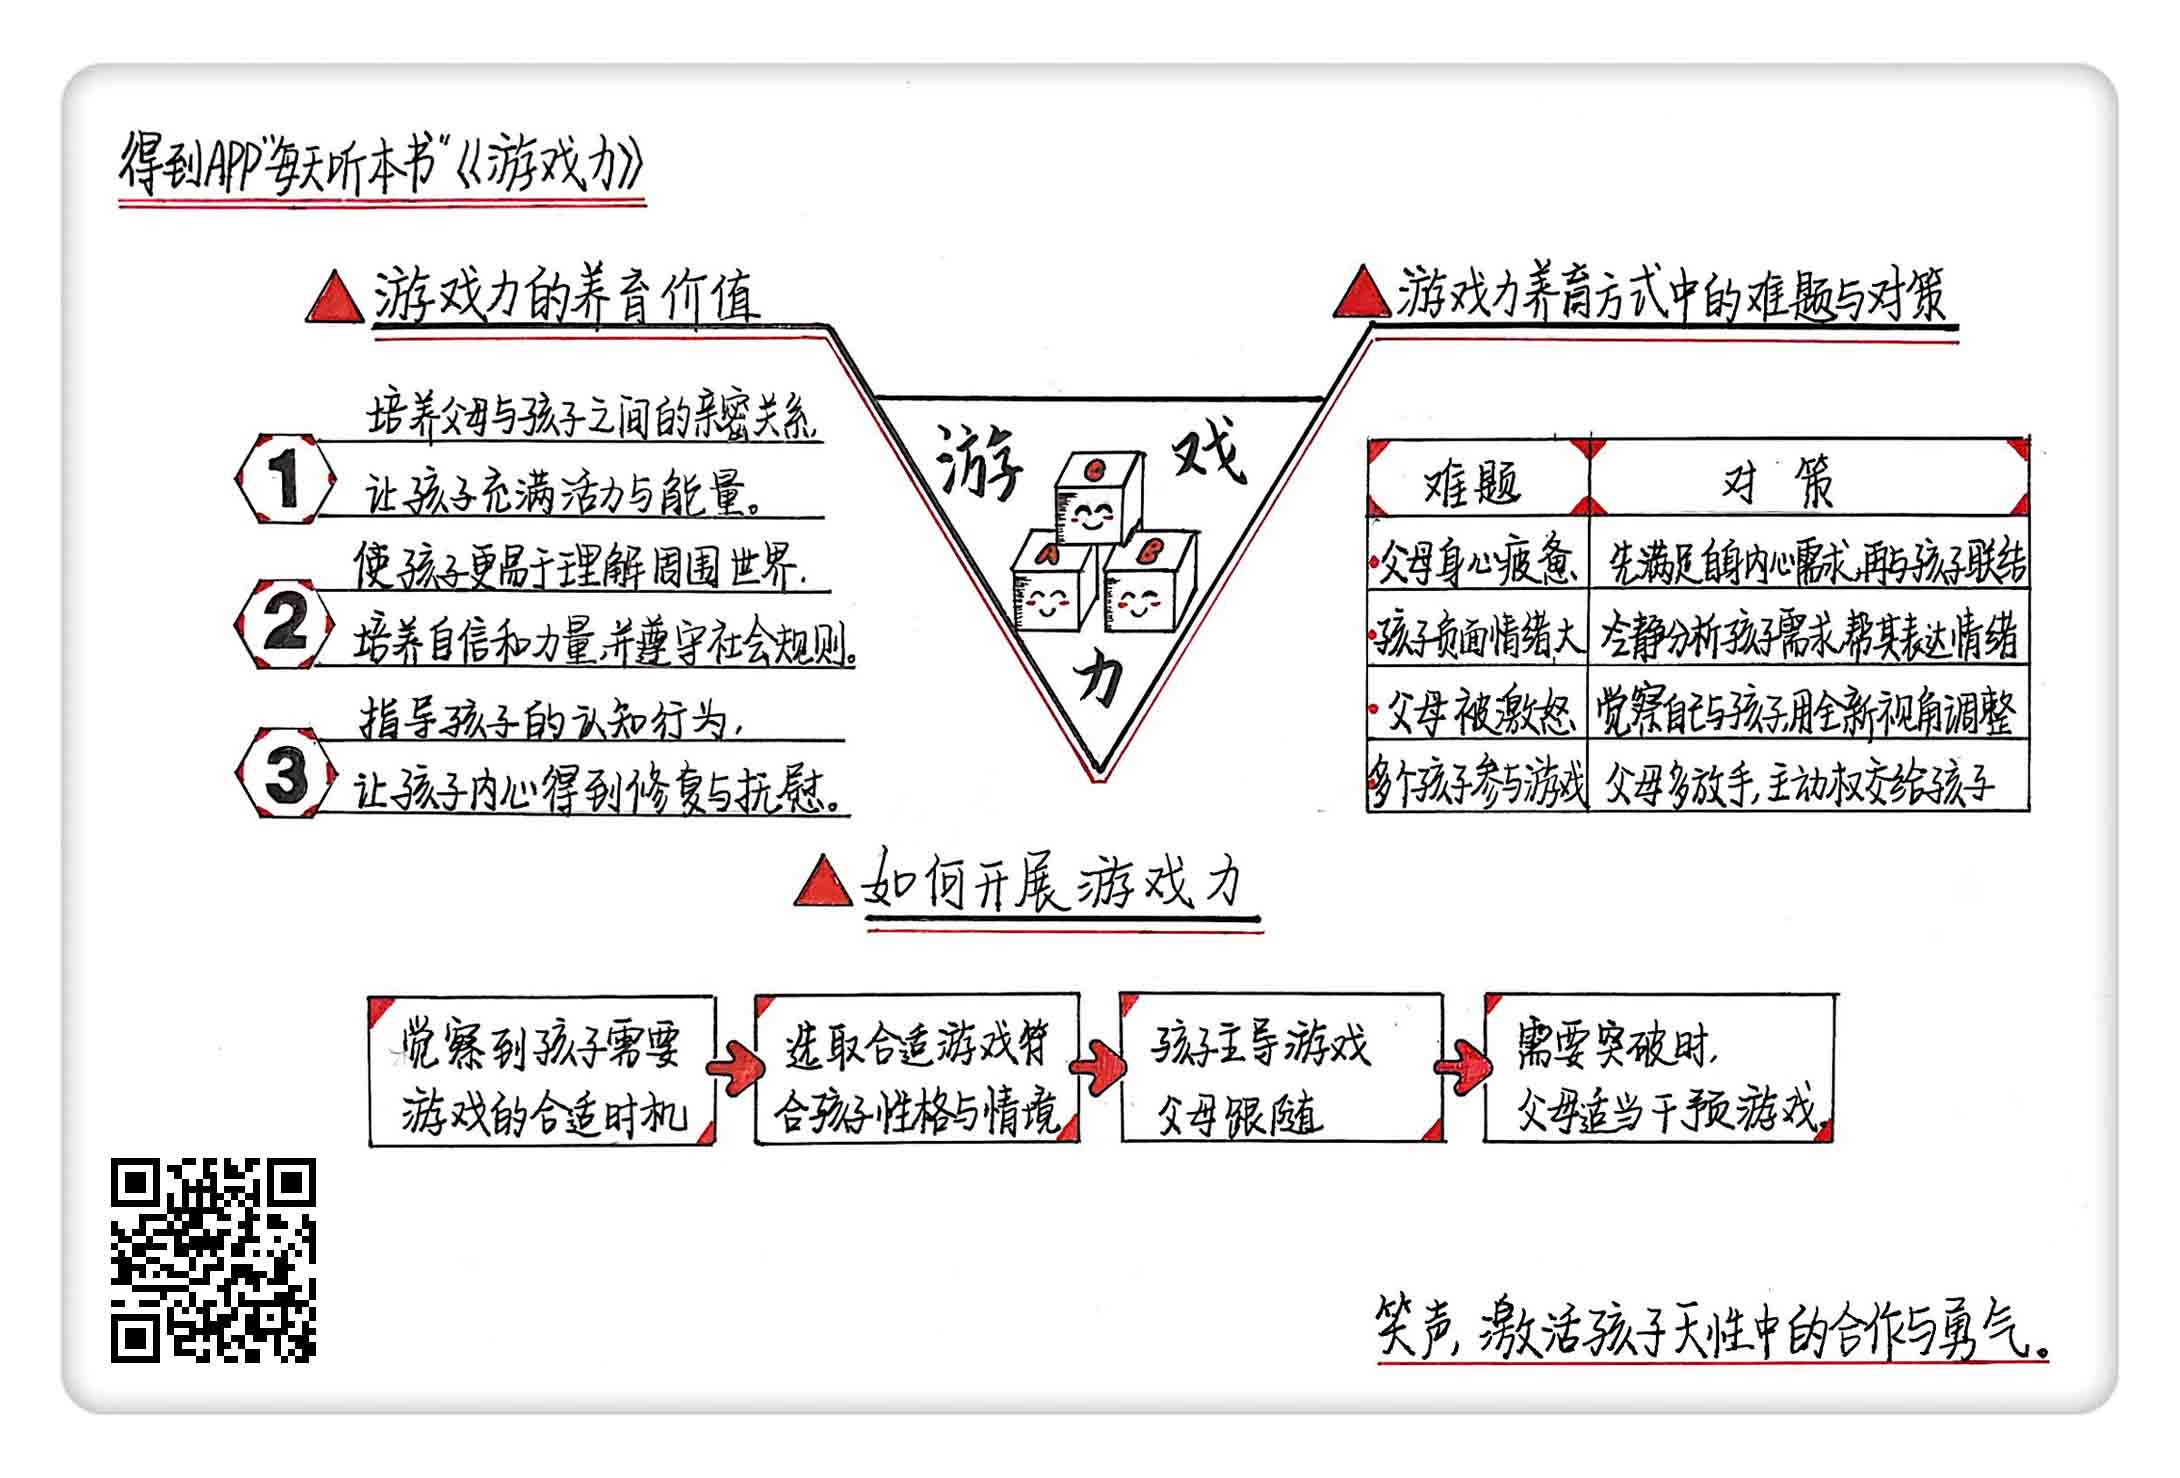 得到APP“每天听本书”《游戏力》
游戏力的养育价值
1
培养父母与孩子之间的亲密关系,
让孩子充满活力与能量。
2
使孩子更易于理解周围世界,
培养自信和力量,并遵守社会规则。
3
指导孩子的认知行为,
让孩子内心得到修复与抚慰。
游戏
力
C
A B
游戏力养育方式中的难题与对策
难题 对策
父母身心疲惫 先满足自身内心需求,再与孩子联结
孩子负面情绪大 冷静分析孩子需求,帮其表达情绪
父母被激怒 觉察自己与孩子,用全新视角调整
多个孩子参与游戏 父母多放手,主动权交给孩子
如何开展游戏力
觉察到孩子需要
游戏的合适时机
选取合适游戏符
合孩子性格与情境
孩子主导游戏
父母跟随
需要突破时,
父母适当干预游戏。
笑声,激活孩子天性中的合作与勇气。